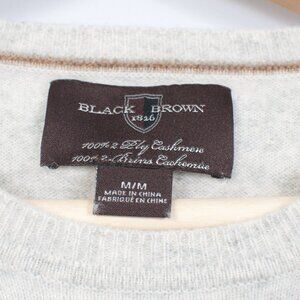 BLACK BROWN
1826
100% 2 Ply Cashmere
100% 2-Brins Cachemire
M/M
MADE IN CHINA
FABRIQUÉ EN CHINE